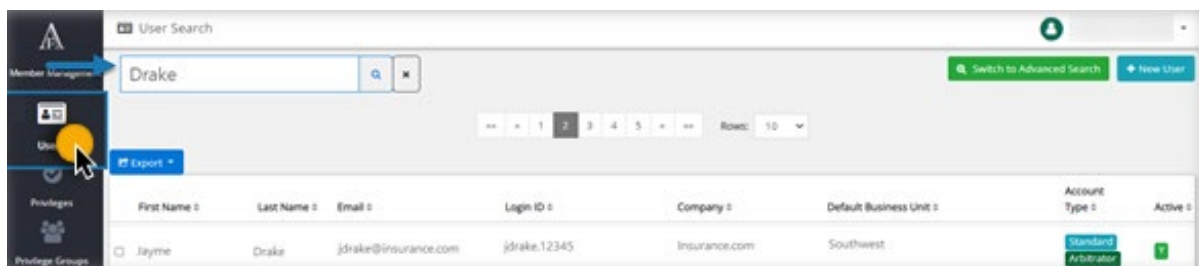 User Search
Member Managemen
Drake
Switch to Advanced Search
New User
1 2 3 4 5
Rows: 10
Export
Privileges
Privilege Groups
First Name Last Name Email Login ID Company Default Business Unit Account Type Active
Jayme Drake jdrake@insurance.com jdrake.12345 Insurance.com Southwest Standard Y
Arbitrator